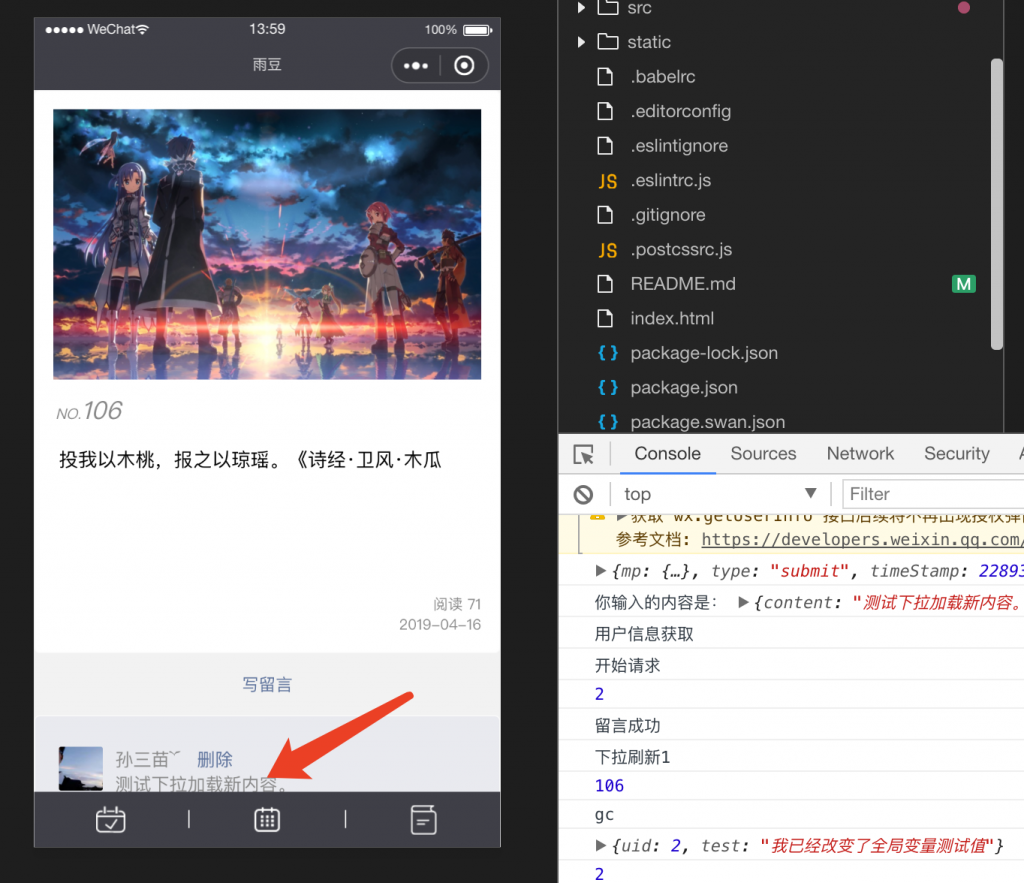 WeChat
13:59
100%
雨豆
NO.106
投我以木桃，报之以琼瑶。《诗经·卫风·木瓜
阅读 71
2019-04-16
写留言
孙三苗 删除
测试下拉加载新内容。
src
static
.babelrc
.editorconfig
.eslintignore
JS .eslintrc.js
.gitignore
JS .postcssrc.js
README.md M
index.html
{ } package-lock.json
{ } package.json
{ } package.swan.json
Console Sources Network Security
top Filter
获取 wx.getUserInfo 接口后续将不再出现授权弹
参考文档: https://developers.weixin.qq.com/
{mp: {…}, type: "submit", timeStamp: 22893
你输入的内容是: {content: "测试下拉加载新内容。
用户信息获取
开始请求
2
留言成功
下拉刷新1
106
gc
{uid: 2, test: "我已经改变了全局变量测试值"}
2